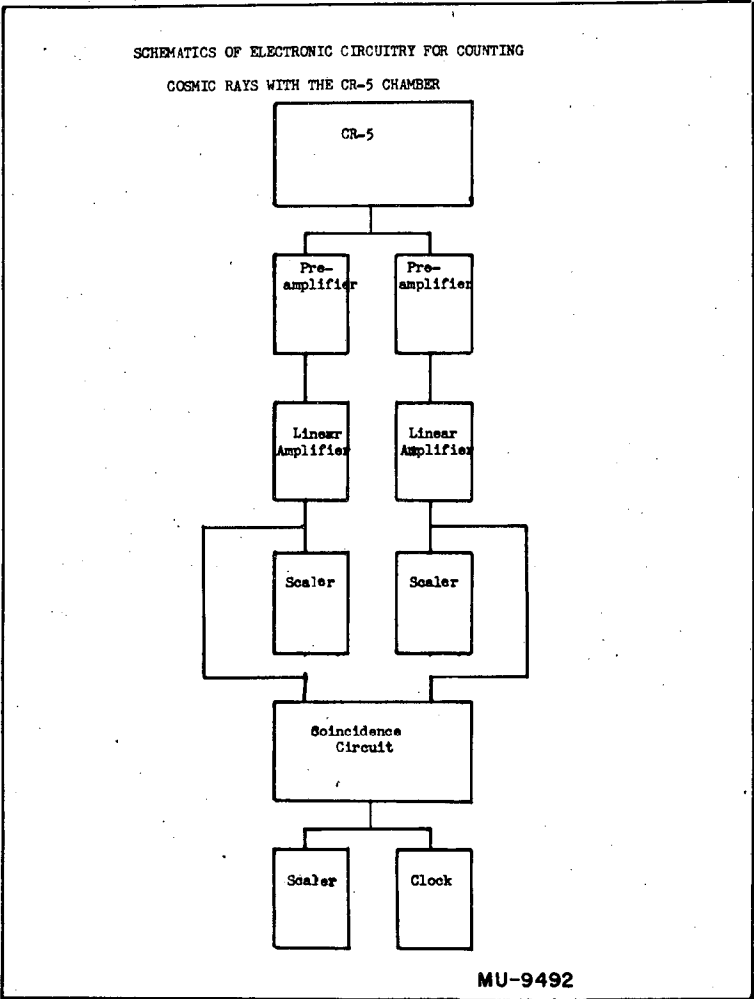 SCHEMATICS OF ELECTRONIC CIRCUITRY FOR COUNTING
COSMIC RAYS WITH THE CR-5 CHAMBER
CR-5
Pre-
amplifier
Pre-
amplifier
Linear
Amplifier
Linear
Amplifier
Scaler
Scaler
Coincidence
Circuit
Scaler
Clock
MU-9492